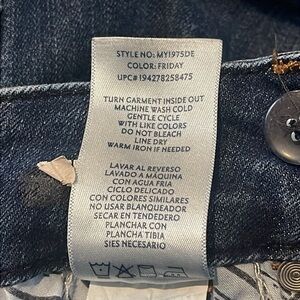 STYLE NO: MY1975DE
COLOR: FRIDAY
UPC# 194278258475
TURN GARMENT INSIDE OUT
MACHINE WASH COLD
GENTLE CYCLE
WITH LIKE COLORS
DO NOT BLEACH
LINE DRY
WARM IRON IF NEEDED
LAVAR AL REVERSO
LAVADO A MAQUINA
CON AGUA FRIA
CICLO DELICADO
CON COLORES SIMILARES
NO USAR BLANQUEADOR
SECAR EN TENDEDERO
PLANCHAR CON
PLANCHA TIBIA
SIES NECESARIO